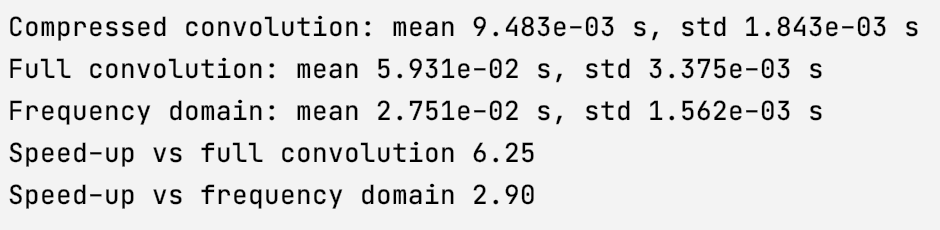 Compressed convolution: mean 9.483e-03 s, std 1.843e-03 s
Full convolution: mean 5.931e-02 s, std 3.375e-03 s
Frequency domain: mean 2.751e-02 s, std 1.562e-03 s
Speed-up vs full convolution 6.25
Speed-up vs frequency domain 2.90